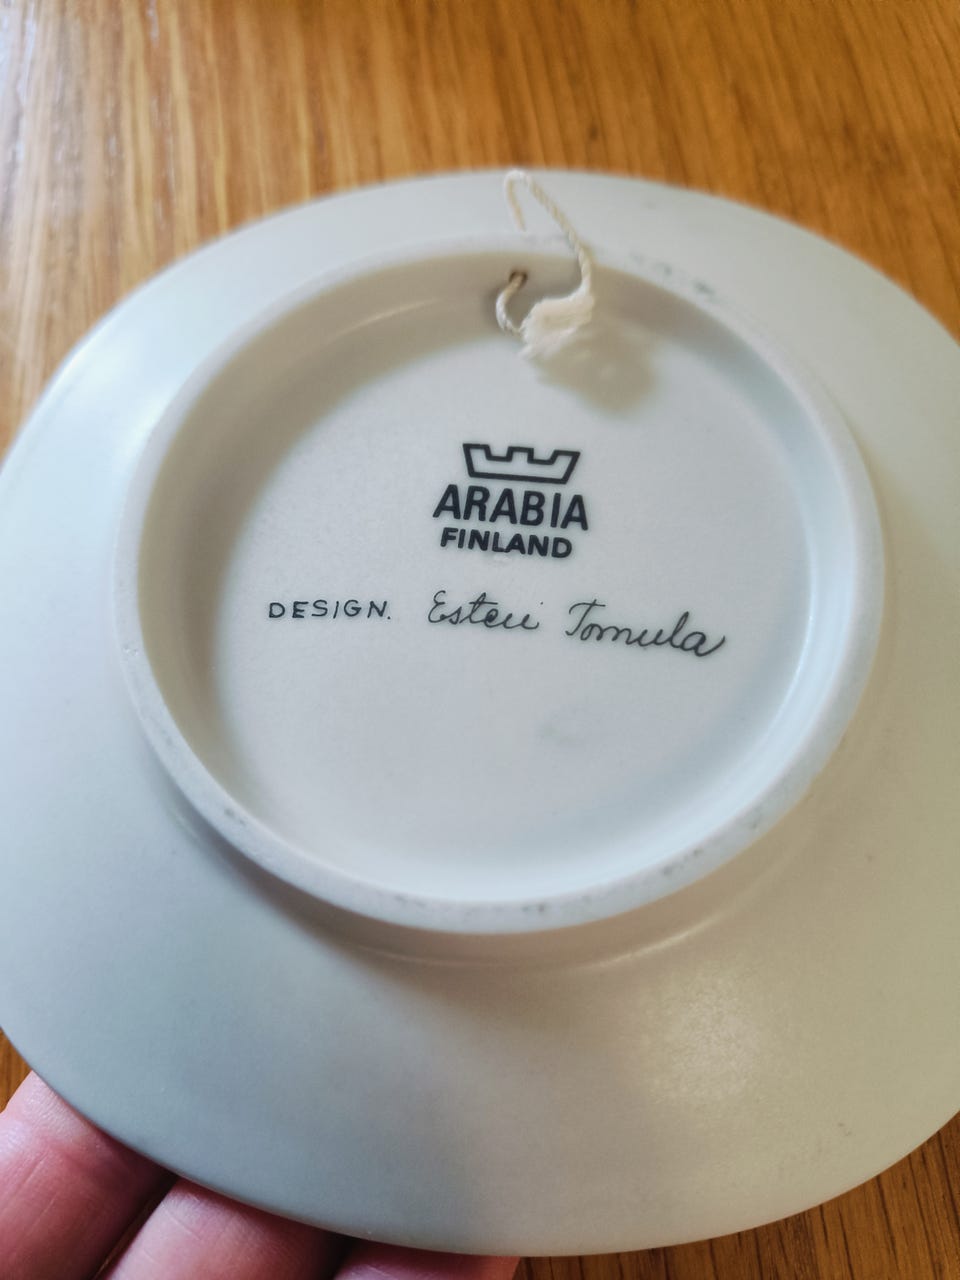 ARABIA
FINLAND
DESIGN. Esteri Tomula